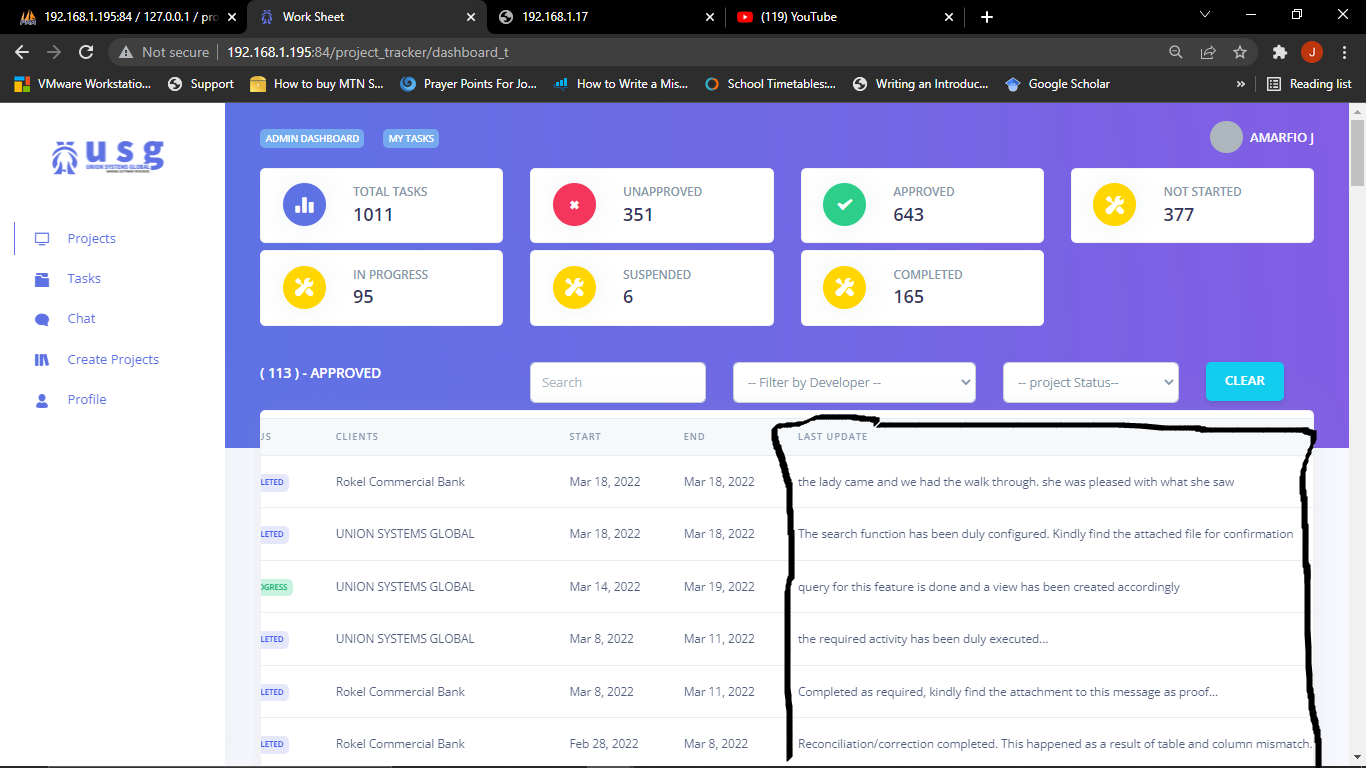 192.168.1.195:84 / 127.0.0.1 / pro
Work Sheet
192.168.1.17
(119) YouTube
Not secure
192.168.1.195:84/project_tracker/dashboard_t
J
VMware Workstatio...
Support
How to buy MTN S...
Prayer Points For Jo...
How to Write a Mis...
School Timetables:...
Writing an Introduc...
Google Scholar
»
Reading list
usg
UNION SYSTEMS GLOBAL
ADMIN DASHBOARD
MY TASKS
AMARFIO J
Projects
Tasks
Chat
Create Projects
Profile
TOTAL TASKS
1011
UNAPPROVED
351
APPROVED
643
NOT STARTED
377
IN PROGRESS
95
SUSPENDED
6
COMPLETED
165
( 113 ) - APPROVED
Search
-- Filter by Developer --
-- project Status--
CLEAR
US CLIENTS START END LAST UPDATE
LETED Rokel Commercial Bank Mar 18, 2022 Mar 18, 2022 the lady came and we had the walk through. she was pleased with what she saw
LETED UNION SYSTEMS GLOBAL Mar 18, 2022 Mar 18, 2022 The search function has been duly configured. Kindly find the attached file for confirmation
OGRESS UNION SYSTEMS GLOBAL Mar 14, 2022 Mar 19, 2022 query for this feature is done and a view has been created accordingly
LETED UNION SYSTEMS GLOBAL Mar 8, 2022 Mar 11, 2022 the required activity has been duly executed...
LETED Rokel Commercial Bank Mar 8, 2022 Mar 11, 2022 Completed as required, kindly find the attachment to this message as proof...
LETED Rokel Commercial Bank Feb 28, 2022 Mar 8, 2022 Reconciliation/correction completed. This happened as a result of table and column mismatch.